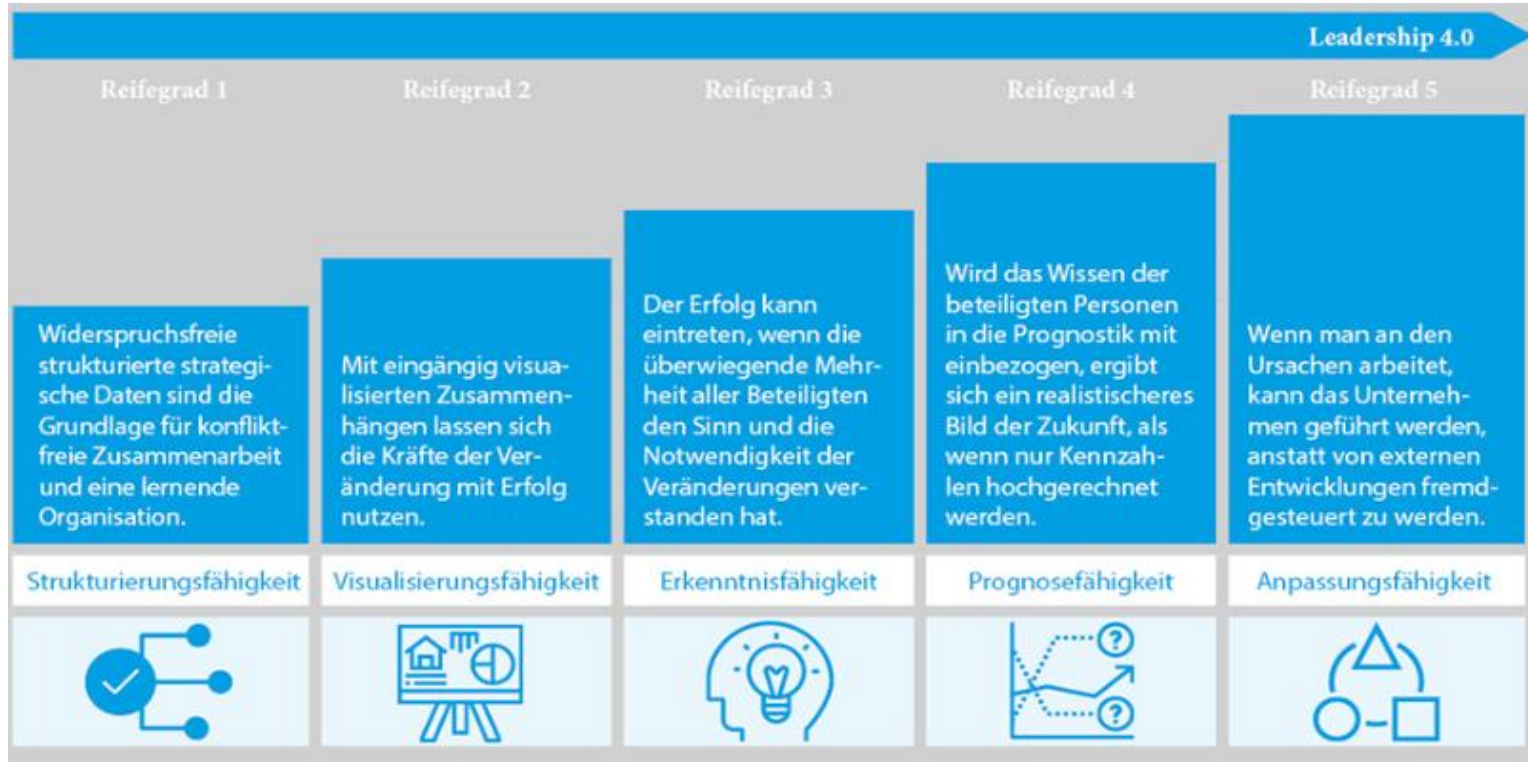 Leadership 4.0
Reifegrad 1
Reifegrad 2
Reifegrad 3
Reifegrad 4
Reifegrad 5
Widerspruchsfreie
strukturierte strategi-
sche Daten sind die
Grundlage für konflikt-
freie Zusammenarbeit
und eine lernende
Organisation.
Mit eingängig visua-
lisierten Zusammen-
hängen lassen sich
die Kräfte der Ver-
änderung mit Erfolg
nutzen.
Der Erfolg kann
eintreten, wenn die
überwiegende Mehr-
heit aller Beteiligten
den Sinn und die
Notwendigkeit der
Veränderungen ver-
standen hat.
Wird das Wissen der
beteiligten Personen
in die Prognostik mit
einbezogen, ergibt
sich ein realistischeres
Bild der Zukunft, als
wenn nur Kennzah-
len hochgerechnet
werden.
Wenn man an den
Ursachen arbeitet,
kann das Unterneh-
men geführt werden,
anstatt von externen
Entwicklungen fremd-
gesteuert zu werden.
Strukturierungsfähigkeit
Visualisierungsfähigkeit
Erkenntnisfähigkeit
Prognosefähigkeit
Anpassungsfähigkeit
?
?